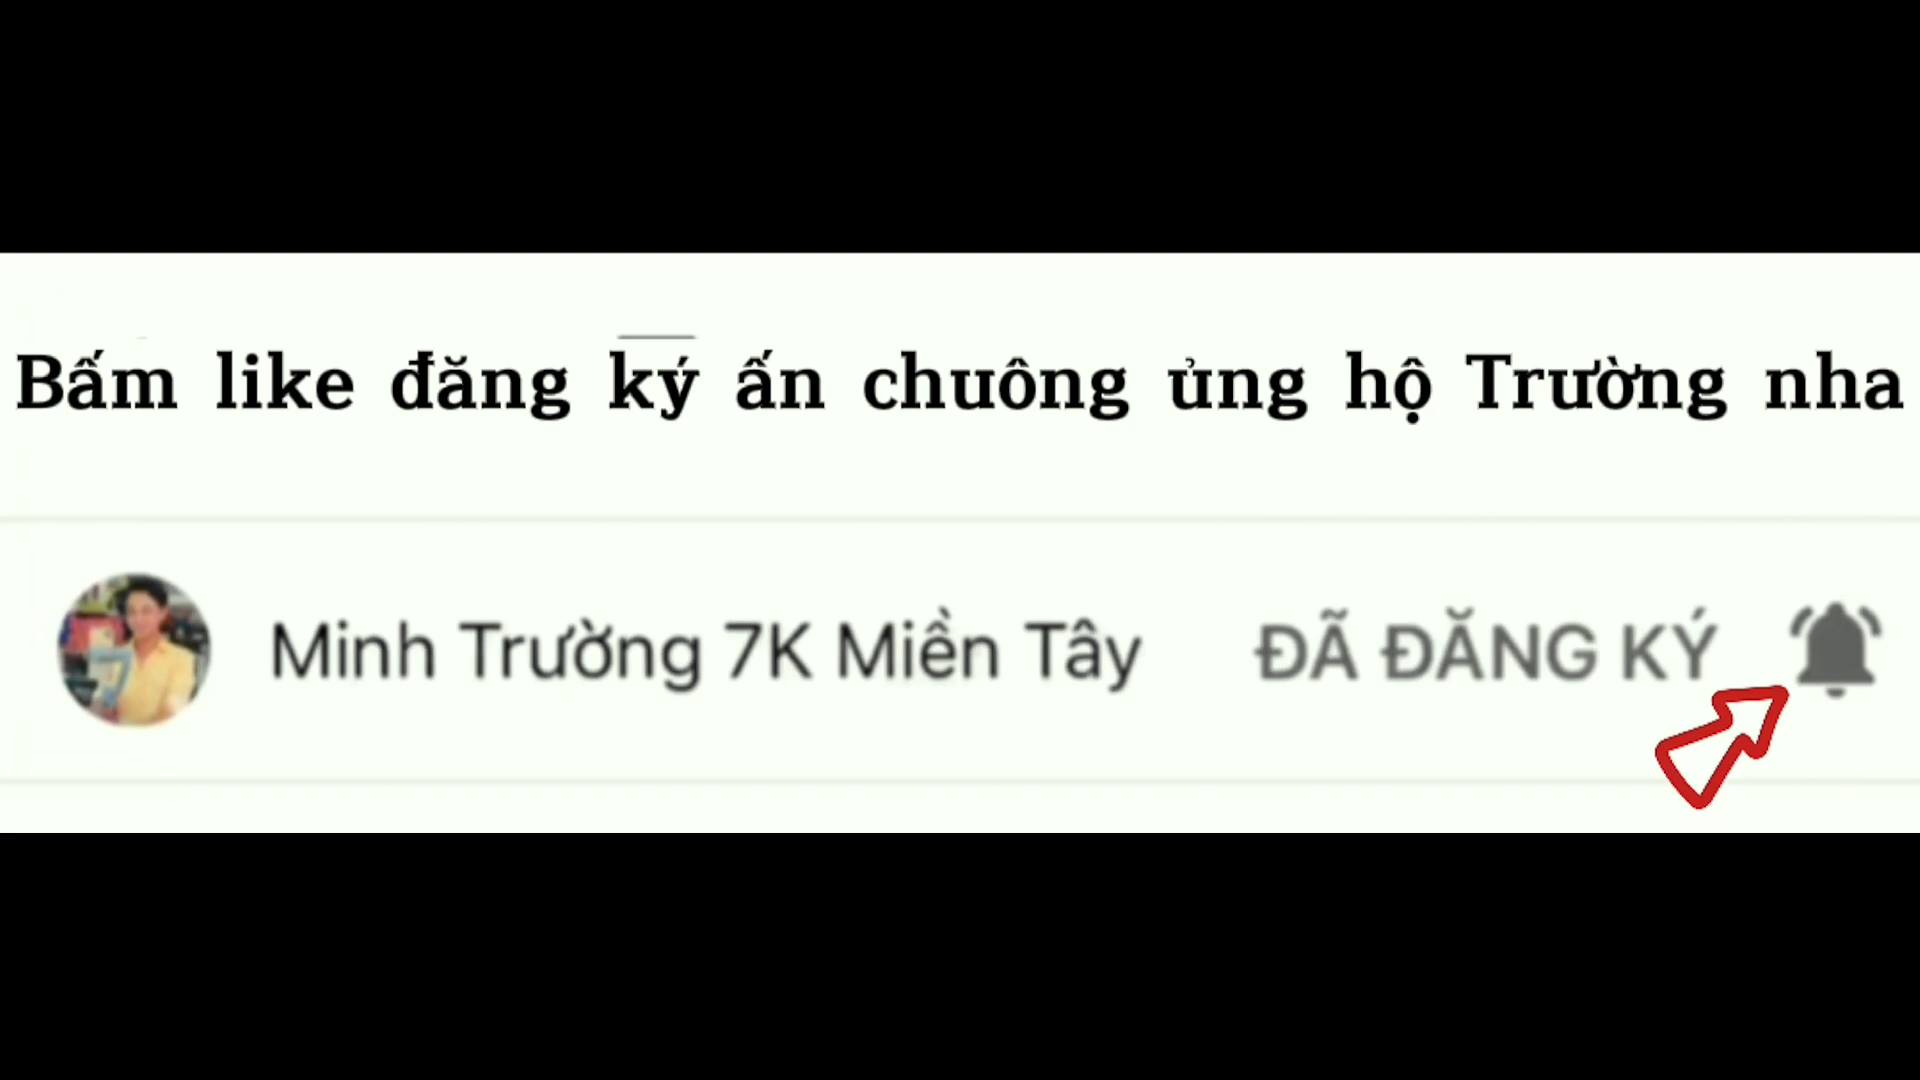 Bấm like đăng ký ấn chuông ủng hộ Trường nha
Minh Trường 7K Miền Tây ĐÃ ĐĂNG KÝ